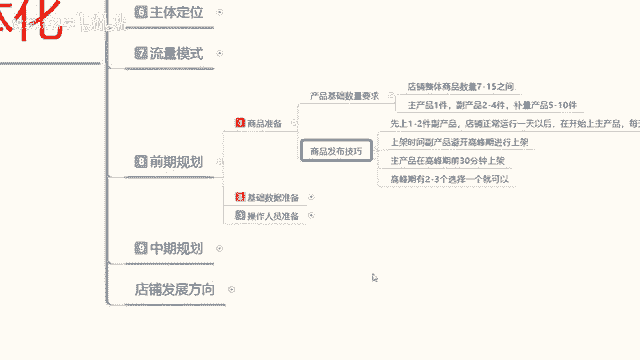 体化
6 主体定位
7 流量模式
8 前期规划
1 商品准备
产品基础数量要求
店铺整体商品数量7-15之间
主产品1件，副产品2-4件，补量产品5-10件
商品发布技巧
先上1-2件副产品，店铺正常运行一天以后，在开始上主产品，每天
上架时间副产品避开高峰期进行上架
主产品在高峰期前30分钟上架
高峰期有2-3个选择一个就可以
2 基础数据准备
3 操作人员准备
9 中期规划
店铺发展方向